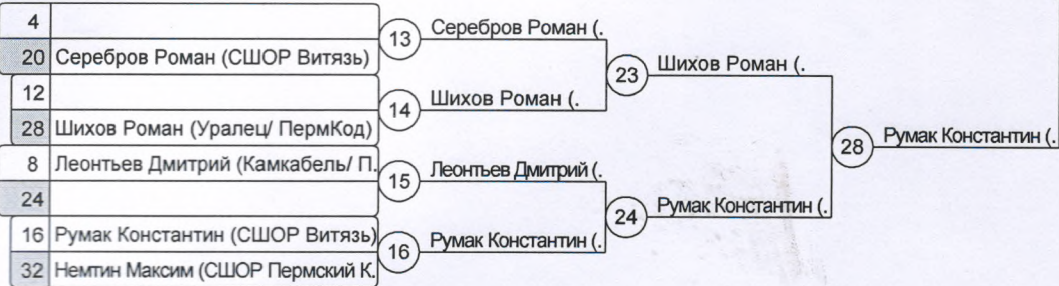 4
20 Серебров Роман (СШОР Витязь)
12
28 Шихов Роман (Уралец/ ПермКод)
8 Леонтьев Дмитрий (Камкабель/ П.
24
16 Румак Константин (СШОР Витязь)
32 Немтин Максим (СШОР Пермский К.
13 Серебров Роман (.
14 Шихов Роман (.
15 Леонтьев Дмитрий (.
16 Румак Константин (.
23 Шихов Роман (.
24 Румак Константин (.
28 Румак Константин (.